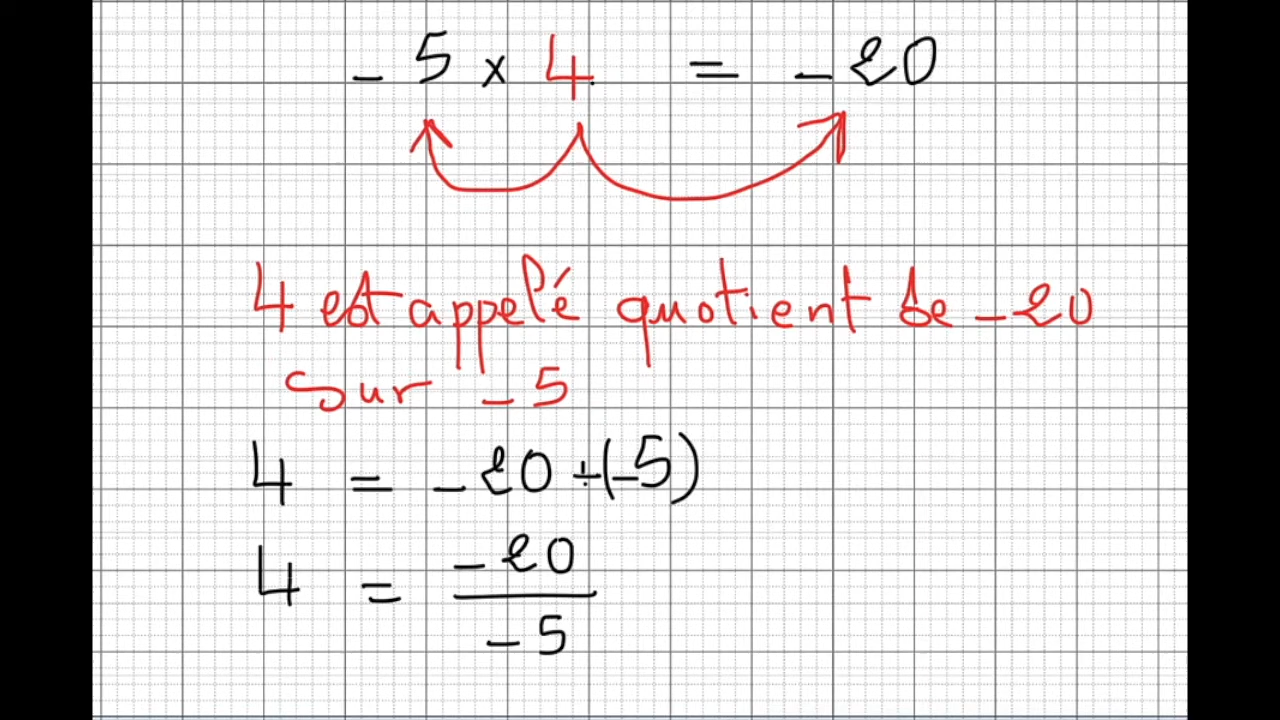 - 5 x 4 = - 20
4 est appelé quotient de - 20
sur - 5
4 = - 20 ÷ (-5)
4 = - 20
- 5